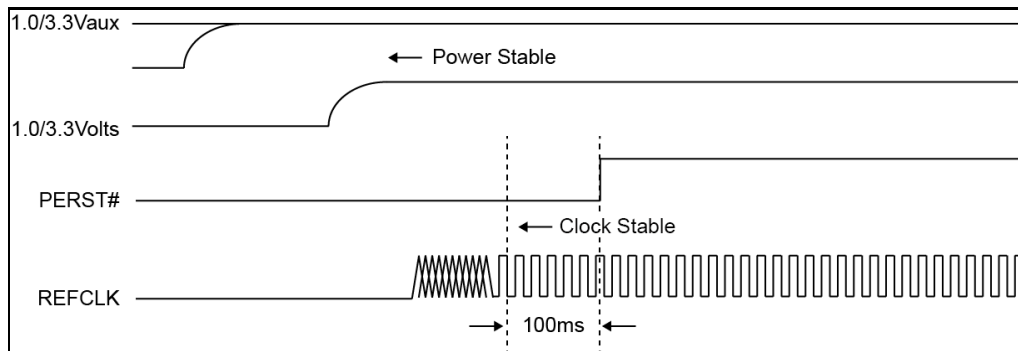 1.0/3.3Vaux
Power Stable
1.0/3.3Volts
PERST#
Clock Stable
REFCLK
100ms